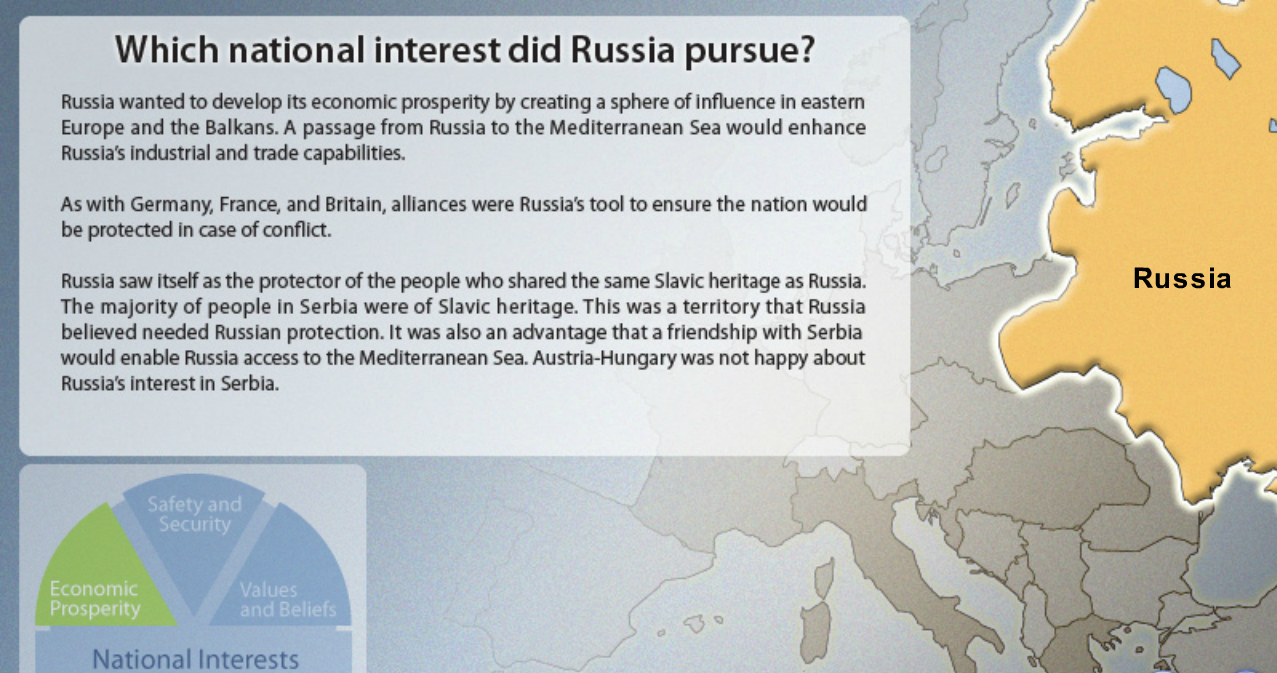 Which national interest did Russia pursue?
Russia wanted to develop its economic prosperity by creating a sphere of influence in eastern
Europe and the Balkans. A passage from Russia to the Mediterranean Sea would enhance
Russia's industrial and trade capabilities.
As with Germany, France, and Britain, alliances were Russia's tool to ensure the nation would
be protected in case of conflict.
Russia saw itself as the protector of the people who shared the same Slavic heritage as Russia.
The majority of people in Serbia were of Slavic heritage. This was a territory that Russia
believed needed Russian protection. It was also an advantage that a friendship with Serbia
would enable Russia access to the Mediterranean Sea. Austria-Hungary was not happy about
Russia's interest in Serbia.
Russia
Safety and
Security
Economic
Prosperity
Values
and Beliefs
National Interests